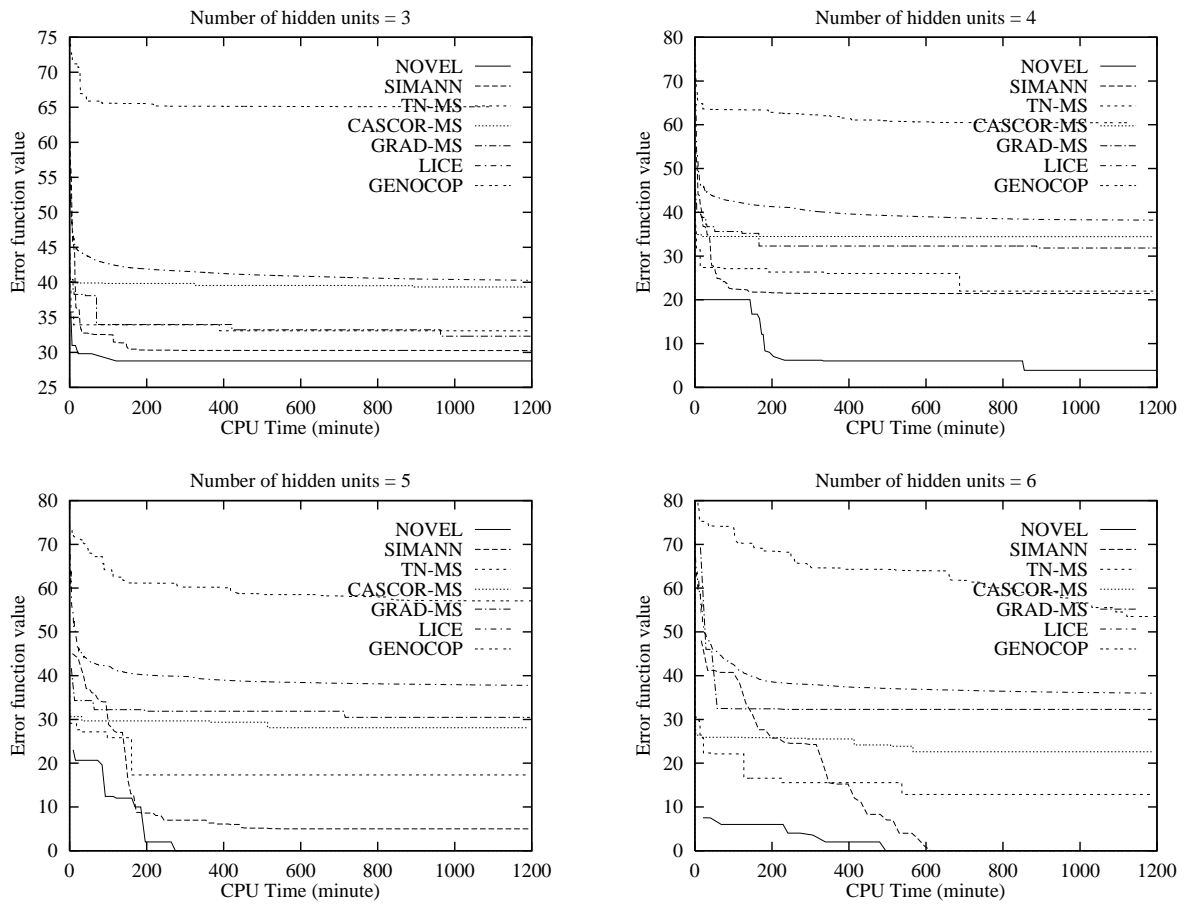 Number of hidden units = 3
75
70
65
60
55
50
45
40
35
30
25
Error function value
NOVEL
SIMANN
TN-MS
CASCOR-MS
GRAD-MS
LICE
GENOCOP
0 200 400 600 800 1000 1200
CPU Time (minute)
Number of hidden units = 4
80
70
60
50
40
30
20
10
0
Error function value
NOVEL
SIMANN
TN-MS
CASCOR-MS
GRAD-MS
LICE
GENOCOP
0 200 400 600 800 1000 1200
CPU Time (minute)
Number of hidden units = 5
80
70
60
50
40
30
20
10
0
Error function value
NOVEL
SIMANN
TN-MS
CASCOR-MS
GRAD-MS
LICE
GENOCOP
0 200 400 600 800 1000 1200
CPU Time (minute)
Number of hidden units = 6
80
70
60
50
40
30
20
10
0
Error function value
NOVEL
SIMANN
TN-MS
CASCOR-MS
GRAD-MS
LICE
GENOCOP
0 200 400 600 800 1000 1200
CPU Time (minute)